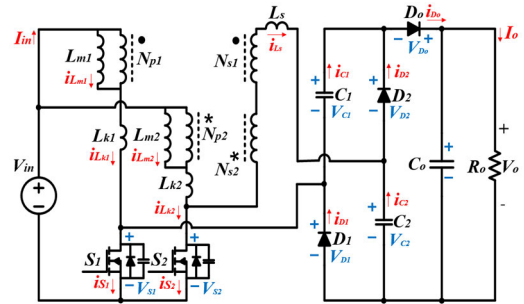 Iin
Lm1
iLm1
Np1
Ns1
Ls
iLs
Do
iDo
VDo
Io
iC1
C1
VC1
iD2
D2
VD2
Lk1
iLk1
Lm2
iLm2
Np2
Ns2
Lk2
iLk2
Vin
Co
Ro
Vo
iD1
D1
VD1
iC2
C2
VC2
S1
iS1
VS1
S2
iS2
VS2